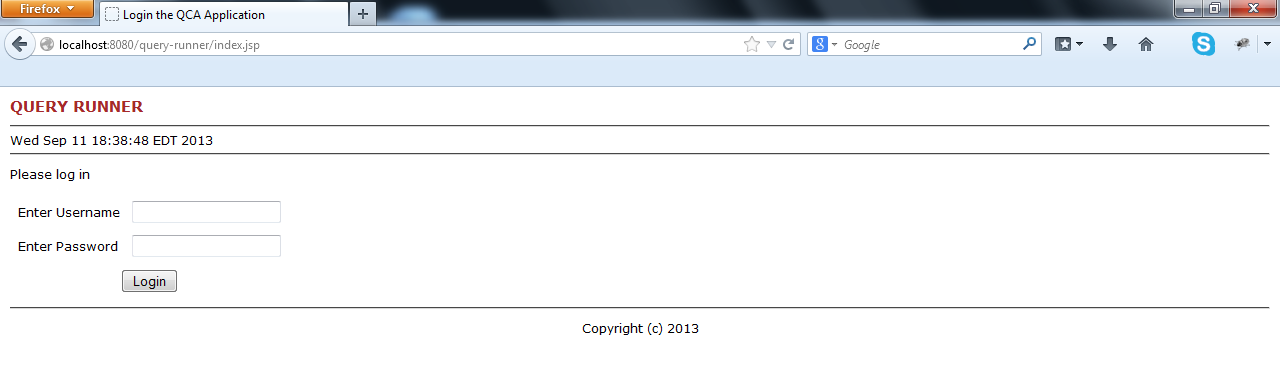 Firefox
Login the QCA Application
localhost:8080/query-runner/index.jsp
Google
QUERY RUNNER
Wed Sep 11 18:38:48 EDT 2013
Please log in
Enter Username
Enter Password
Login
Copyright (c) 2013